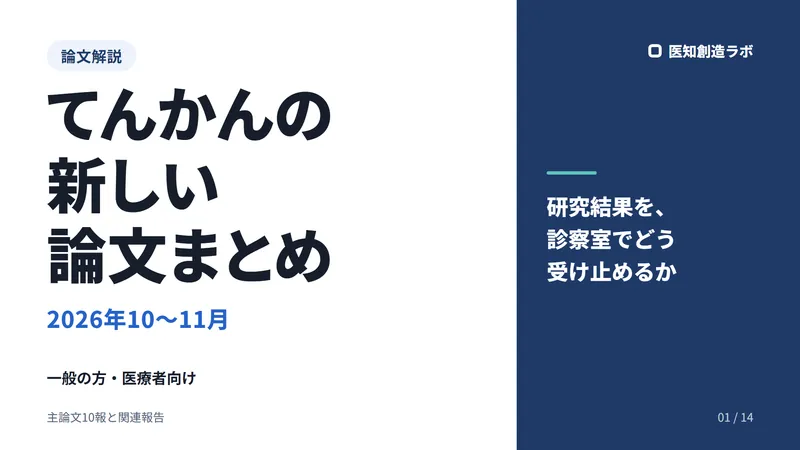 論文解説
てんかんの
新しい
論文まとめ
2026年10〜11月
一般の方・医療者向け
主論文10報と関連報告
医知創造ラボ
研究結果を、
診察室でどう
受け止めるか
01 / 14